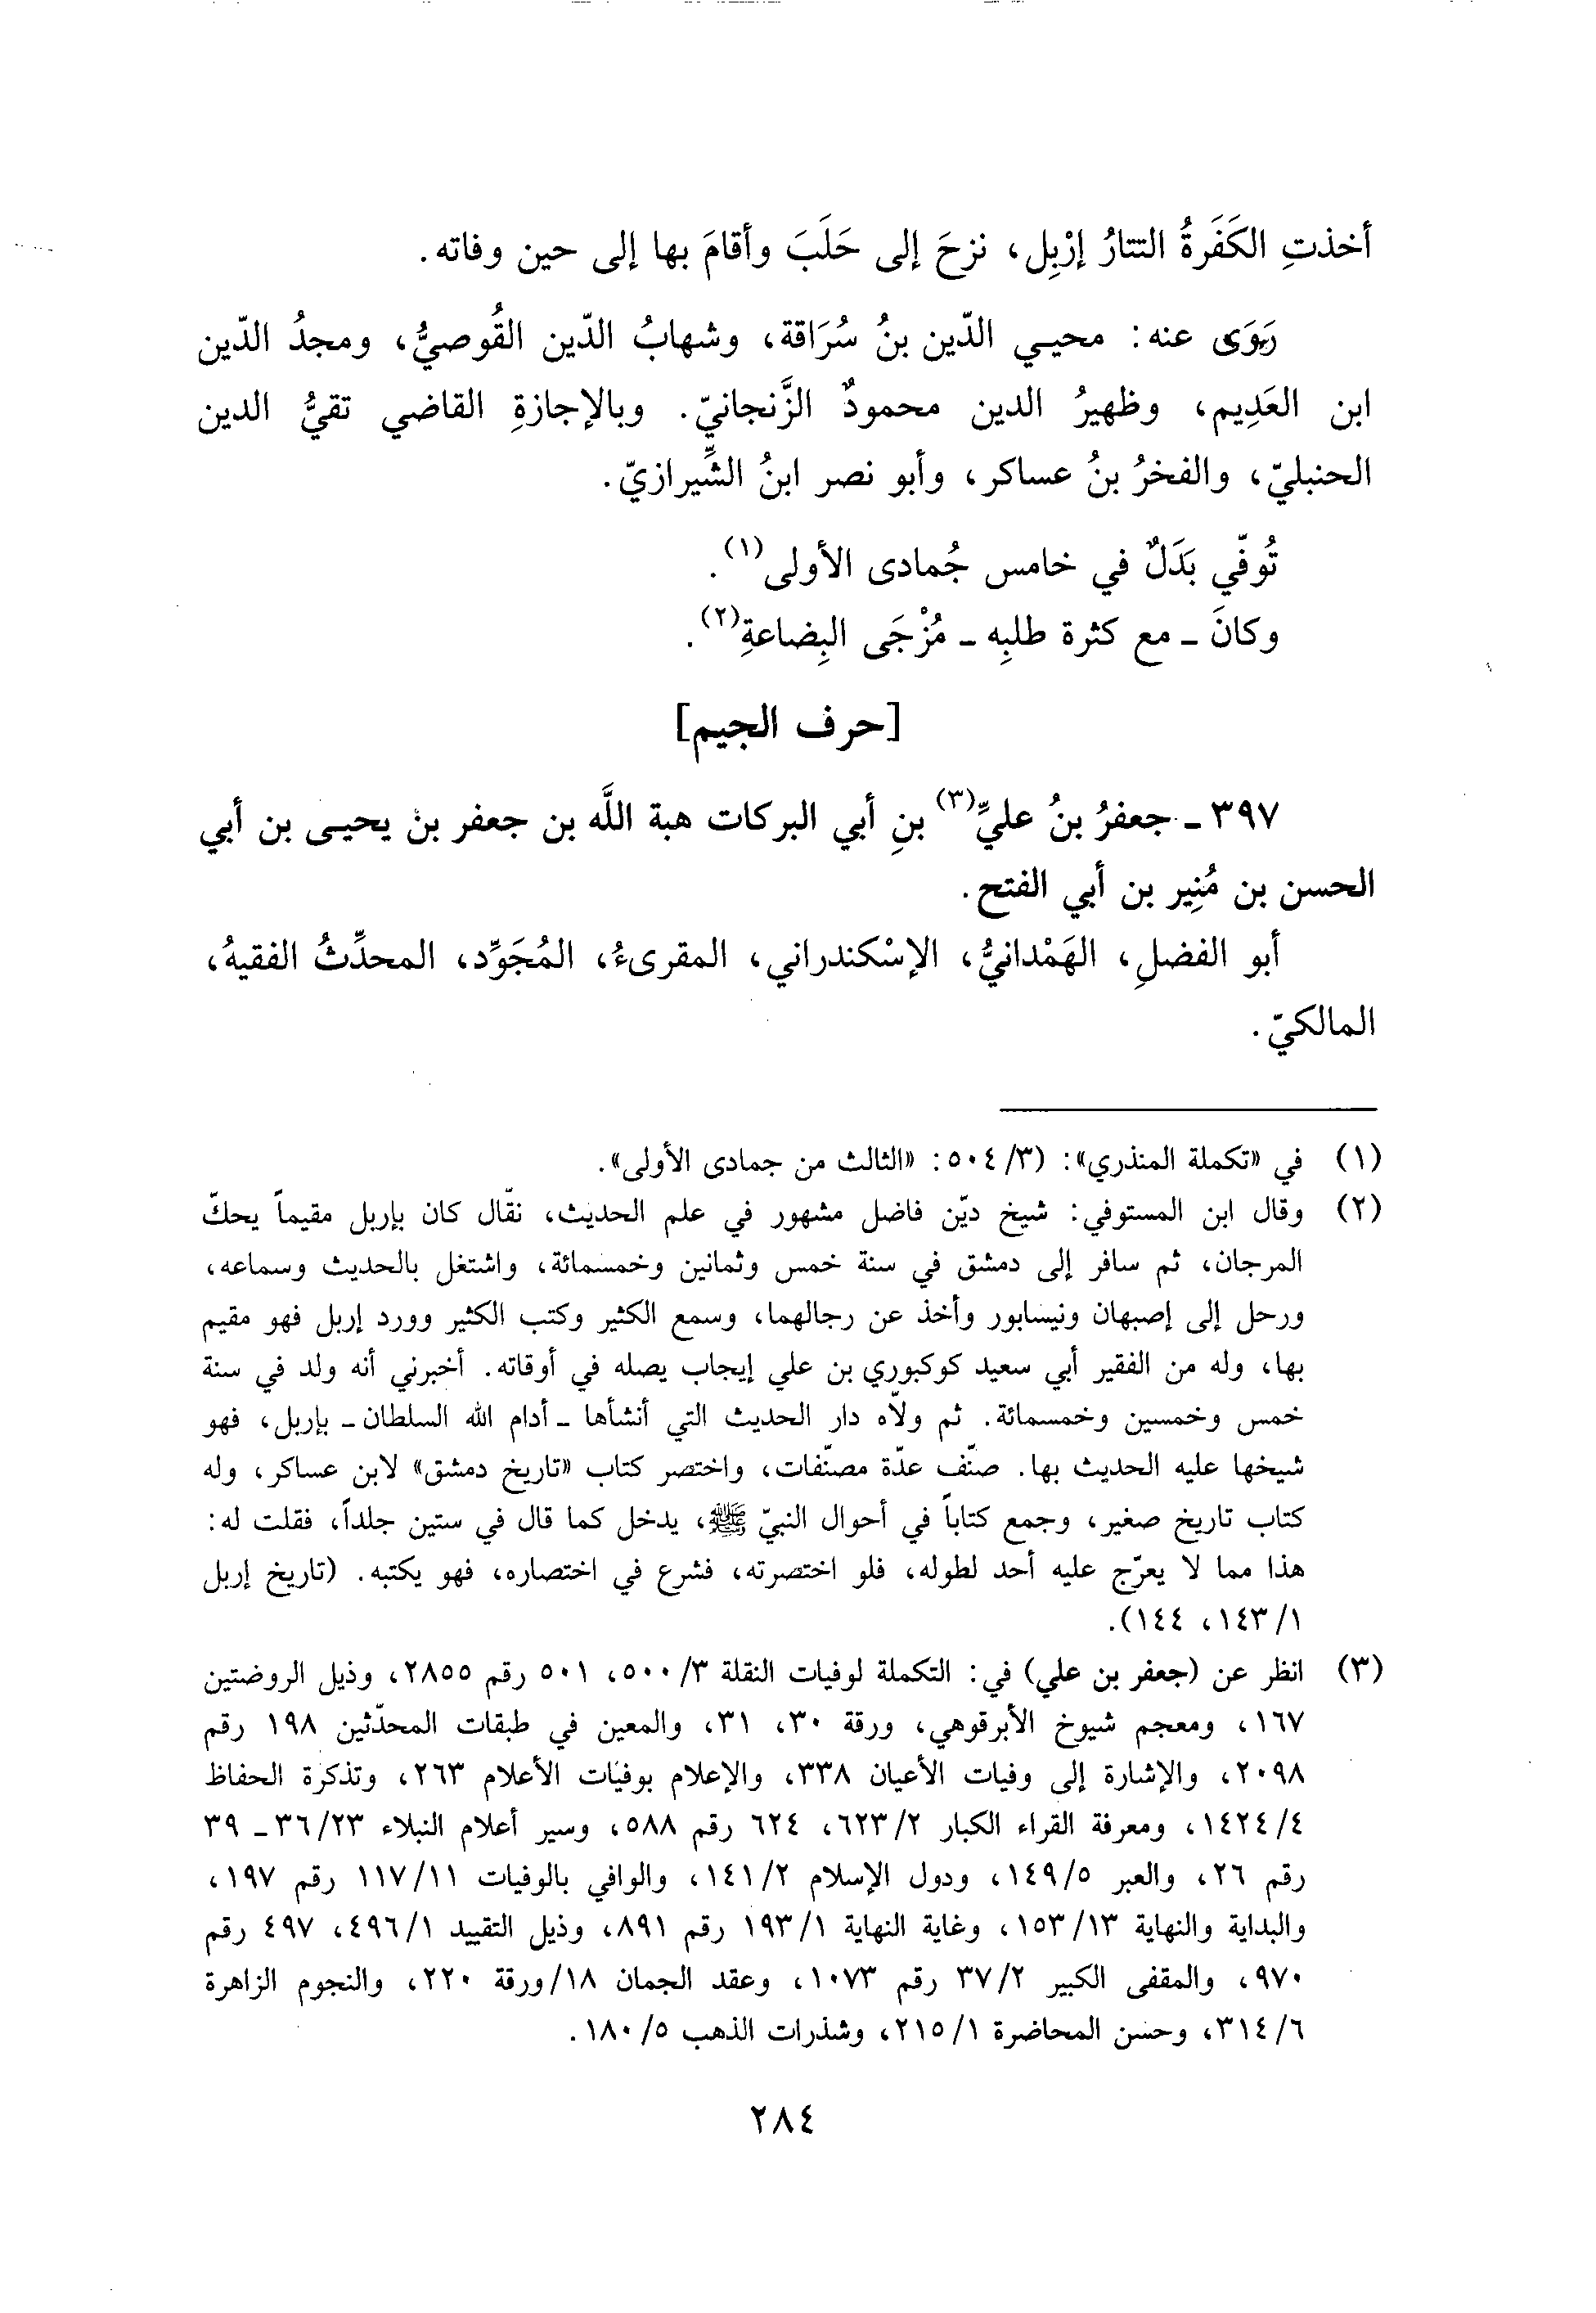 أخذتِ الكَفَرةُ التتارُ إرْبِل، نزحَ إلى حَلَبَ وأقامَ بها إلى حين وفاته.
رَوَى عنه: محيـي الدّين بنُ سُرَاقة، وشهابُ الدّين القُوصيُّ، ومجدُ الدّين
ابن العَدِيم، وظهيرُ الدين محمودٌ الزَّنجانيّ. وبالإجازةِ القاضي تقيُّ الدين
الحنبليّ، والفخرُ بنُ عساكر، وأبو نصر ابنُ الشِّيرازيّ.
تُوفّي بَدَلٌ في خامس جُمادى الأولى(١).
وكانَ ـ مع كثرة طلبِه ـ مُزْجَى البِضاعةِ(٢).
[حرف الجيم]
٣٩٧ ـ جعفرُ بنُ عليِّ(٣) بنِ أبي البركات هبة اللَّه بن جعفر بن يحيـى بن أبي
الحسن بن مُنِير بن أبي الفتح.
أبو الفضلِ، الهَمْدانيُّ، الإسْكندراني، المقرىءُ، المُجَوِّد، المحدِّثُ الفقيهُ،
المالكيّ.
(١) في «تكملة المنذري»: (٣/ ٥٠٤: «الثالث من جمادى الأولى».
(٢) وقال ابن المستوفي: شيخ ديّن فاضل مشهور في علم الحديث، نقّال كان بإربل مقيماً يحكّ
المرجان، ثم سافر إلى دمشق في سنة خمس وثمانين وخمسمائة، واشتغل بالحديث وسماعه،
ورحل إلى إصبهان ونيسابور وأخذ عن رجالهما، وسمع الكثير وكتب الكثير وورد إربل فهو مقيم
بها، وله من الفقير أبي سعيد كوكبوري بن علي إيجاب يصله في أوقاته. أخبرني أنه ولد في سنة
خمس وخمسين وخمسمائة. ثم ولاّه دار الحديث التي أنشأها ـ أدام الله السلطان ـ بإربل، فهو
شيخها عليه الحديث بها. صنّف عدّة مصنّفات، واختصر كتاب «تاريخ دمشق» لابن عساكر، وله
كتاب تاريخ صغير، وجمع كتاباً في أحوال النبيّ ﷺ، يدخل كما قال في ستين جلداً، فقلت له:
هذا مما لا يعرّج عليه أحد لطوله، فلو اختصرته، فشرع في اختصاره، فهو يكتبه. (تاريخ إربل
١/ ١٤٣، ١٤٤).
(٣) انظر عن (جعفر بن علي) في: التكملة لوفيات النقلة ٣/ ٥٠٠، ٥٠١ رقم ٢٨٥٥، وذيل الروضتين
١٦٧، ومعجم شيوخ الأبرقوهي، ورقة ٣٠، ٣١، والمعين في طبقات المحدّثين ١٩٨ رقم
٢٠٩٨، والإشارة إلى وفيات الأعيان ٣٣٨، والإعلام بوفيات الأعلام ٢٦٣، وتذكرة الحفاظ
٤/ ١٤٢٤، ومعرفة القراء الكبار ٢/ ٦٢٣، ٦٢٤ رقم ٥٨٨، وسير أعلام النبلاء ٢٣/ ٣٦ ـ ٣٩
رقم ٢٦، والعبر ٥/ ١٤٩، ودول الإسلام ٢/ ١٤١، والوافي بالوفيات ١١/ ١١٧ رقم ١٩٧،
والبداية والنهاية ١٣/ ١٥٣، وغاية النهاية ١/ ١٩٣ رقم ٨٩١، وذيل التقييد ١/ ٤٩٦، ٤٩٧ رقم
٩٧٠، والمقفى الكبير ٢/ ٣٧ رقم ١٠٧٣، وعقد الجمان ١٨/ورقة ٢٢٠، والنجوم الزاهرة
٦/ ٣١٤، وحسن المحاضرة ١/ ٢١٥، وشذرات الذهب ٥/ ١٨٠.
٢٨٤